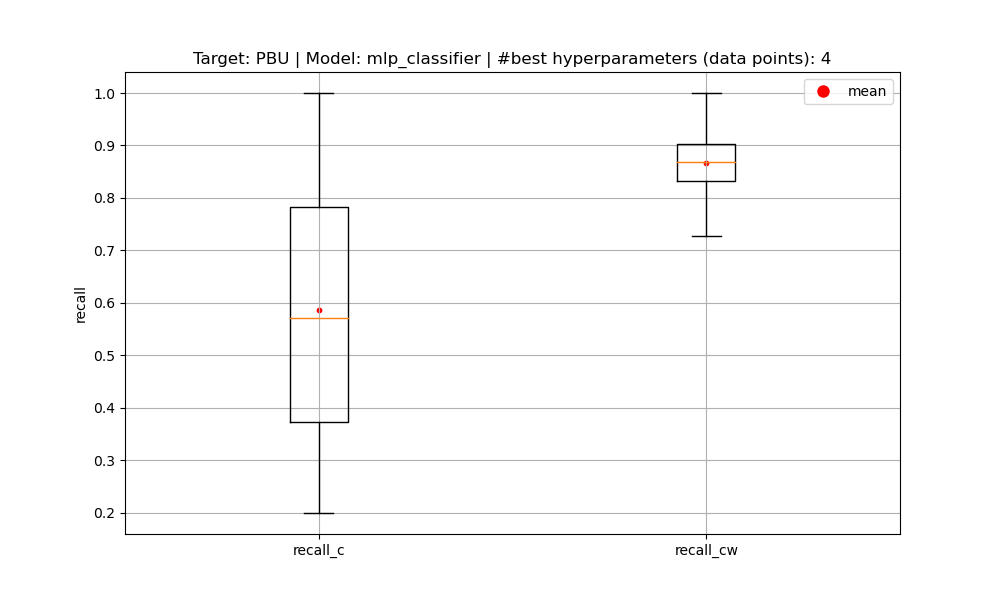 Target: PBU | Model: mlp_classifier | #best hyperparameters (data points): 4
mean
recall
1.0
0.9
0.8
0.7
0.6
0.5
0.4
0.3
0.2
recall_c
recall_cw